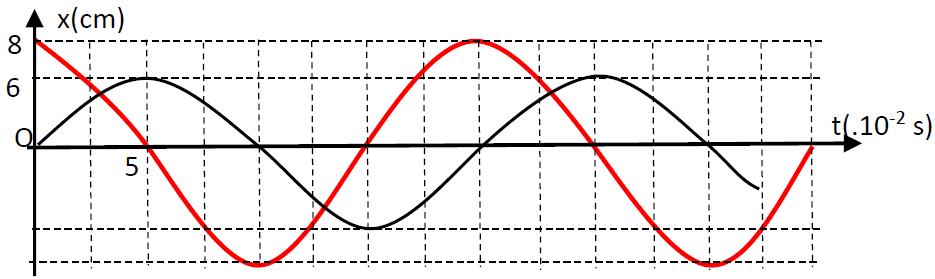 x(cm)
8
6
O
5
t(.10⁻² s)